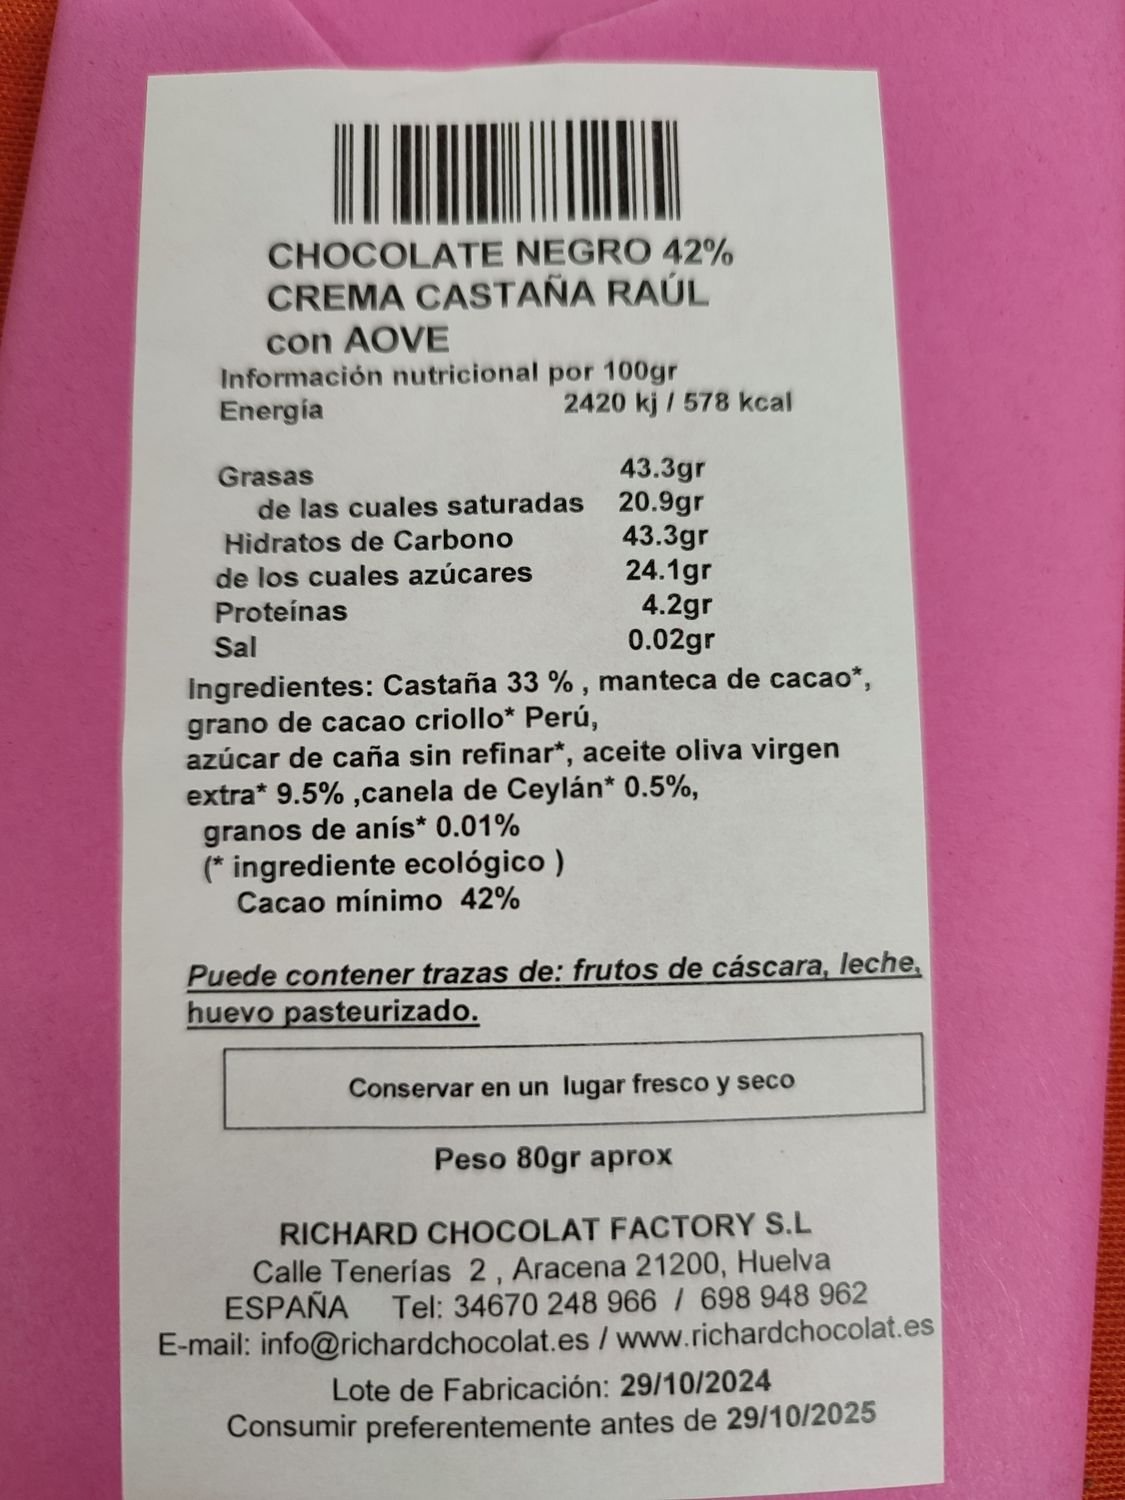 CHOCOLATE NEGRO 42%
CREMA CASTAÑA RAÚL
con AOVE
Información nutricional por 100gr
Energía 2420 kj / 578 kcal
Grasas 43.3gr
de las cuales saturadas 20.9gr
Hidratos de Carbono 43.3gr
de los cuales azúcares 24.1gr
Proteínas 4.2gr
Sal 0.02gr
Ingredientes: Castaña 33 % , manteca de cacao*,
grano de cacao criollo* Perú,
azúcar de caña sin refinar*, aceite oliva virgen
extra* 9.5% ,canela de Ceylán* 0.5%,
granos de anís* 0.01%
(* ingrediente ecológico )
Cacao mínimo 42%
Puede contener trazas de: frutos de cáscara, leche,
huevo pasteurizado.
Conservar en un lugar fresco y seco
Peso 80gr aprox
RICHARD CHOCOLAT FACTORY S.L
Calle Tenerías 2 , Aracena 21200, Huelva
ESPAÑA Tel: 34670 248 966 / 698 948 962
E-mail: info@richardchocolat.es / www.richardchocolat.es
Lote de Fabricación: 29/10/2024
Consumir preferentemente antes de 29/10/2025